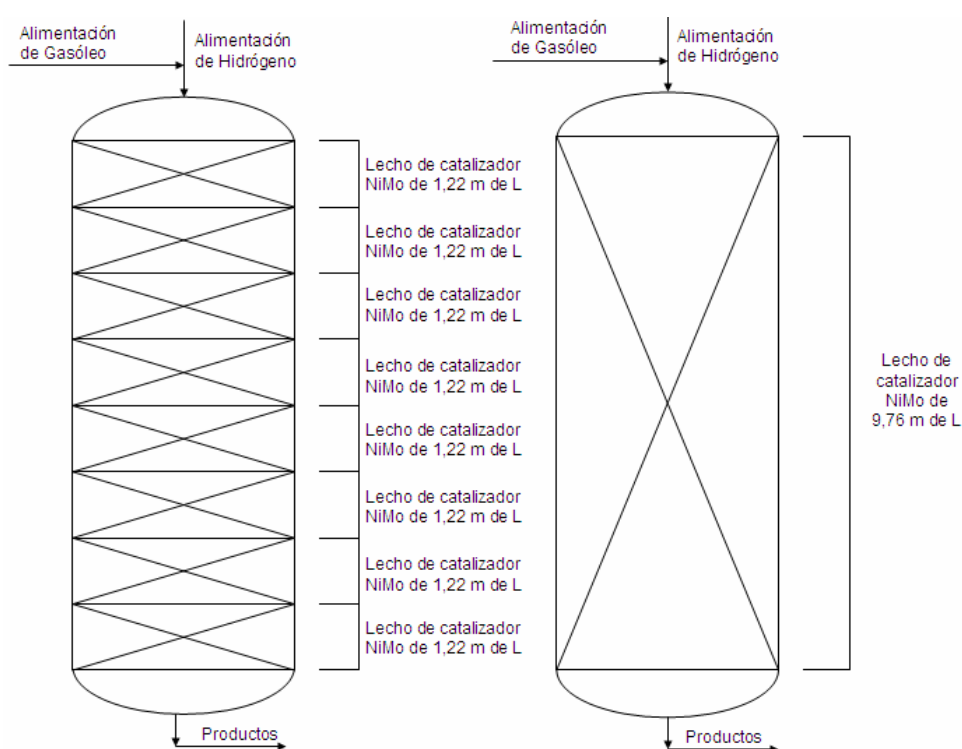 Alimentación
de Gasóleo
Alimentación
de Hidrógeno
Lecho de catalizador
NiMo de 1,22 m de L
Lecho de catalizador
NiMo de 1,22 m de L
Lecho de catalizador
NiMo de 1,22 m de L
Lecho de catalizador
NiMo de 1,22 m de L
Lecho de catalizador
NiMo de 1,22 m de L
Lecho de catalizador
NiMo de 1,22 m de L
Lecho de catalizador
NiMo de 1,22 m de L
Lecho de catalizador
NiMo de 1,22 m de L
Productos
Alimentación
de Gasóleo
Alimentación
de Hidrógeno
Lecho de
catalizador
NiMo de
9,76 m de L
Productos